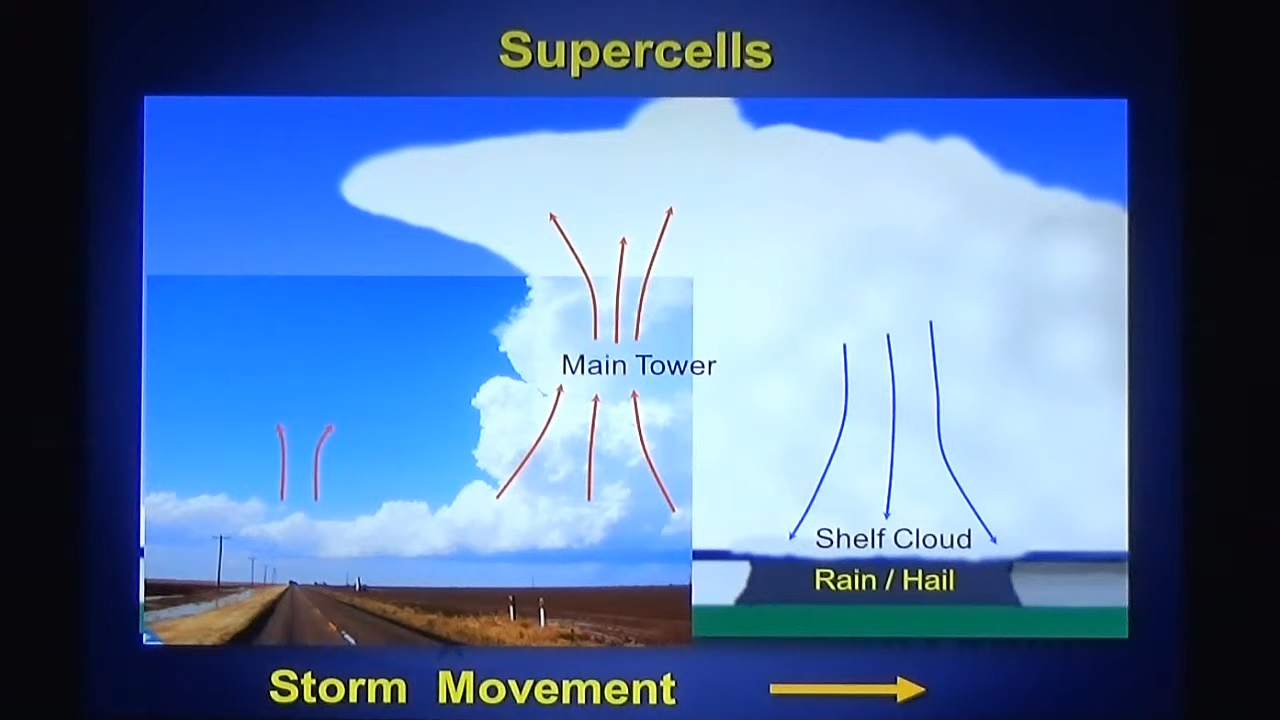 Supercells
Main Tower
Shelf Cloud
Rain / Hail
Storm Movement